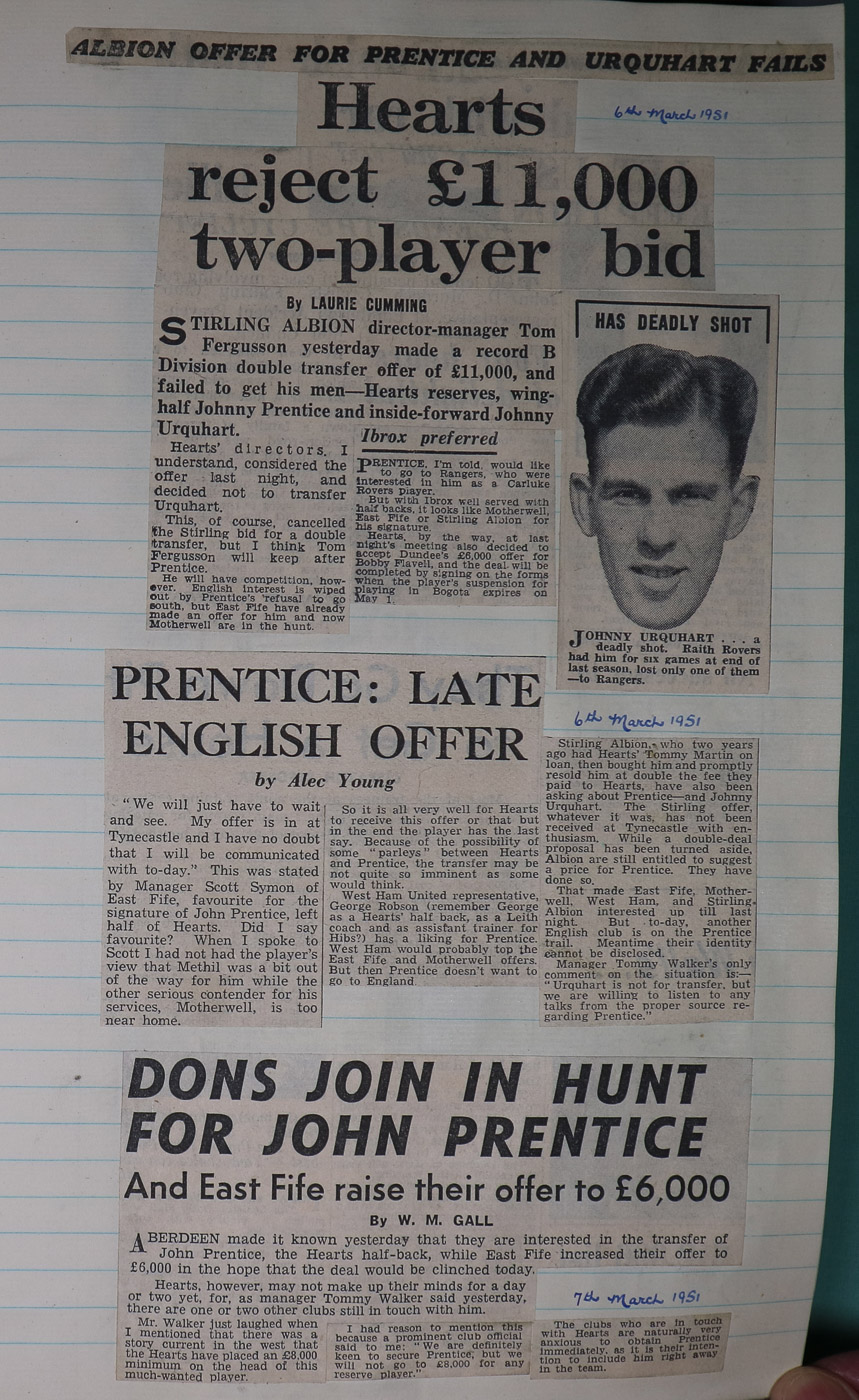 ALBION OFFER FOR PRENTICE AND URQUHART FAILS
6th March 1951
Hearts
reject £11,000
two-player bid
By LAURIE CUMMING
STIRLING ALBION director-manager Tom
Fergusson yesterday made a record B
Division double transfer offer of £11,000, and
failed to get his men—Hearts reserves, wing-
half Johnny Prentice and inside-forward Johnny
Urquhart.
Hearts' directors, I
understand, considered the
offer last night, and
decided not to transfer
Urquhart.
This, of course, cancelled
the Stirling bid for a double
transfer, but I think Tom
Fergusson will keep after
Prentice.
He will have competition, how-
ever. English interest is wiped
out by Prentice's refusal to go
south, but East Fife have already
made an offer for him and now
Motherwell are in the hunt.
Ibrox preferred
PRENTICE, I'm told, would like
to go to Rangers, who were
interested in him as a Carluke
Rovers player.
But with Ibrox well served with
half backs, it looks like Motherwell,
East Fife or Stirling Albion for
his signature.
Hearts, by the way, at last
night's meeting also decided to
accept Dundee's £6,000 offer for
Bobby Flavell, and the deal will be
completed by signing on the forms
when the player's suspension for
playing in Bogota expires on
May 1.
HAS DEADLY SHOT
JOHNNY URQUHART . . . a
deadly shot. Raith Rovers
had him for six games at end of
last season, lost only one of them
—to Rangers.
PRENTICE: LATE
ENGLISH OFFER
by Alec Young
"We will just have to wait
and see. My offer is in at
Tynecastle and I have no doubt
that I will be communicated
with to-day." This was stated
by Manager Scott Symon of
East Fife, favourite for the
signature of John Prentice, left
half of Hearts. Did I say
favourite? When I spoke to
Scott I had not had the player's
view that Methil was a bit out
of the way for him while the
other serious contender for his
services, Motherwell, is too
near home.
So it is all very well for Hearts
to receive this offer or that but
in the end the player has the last
say. Because of the possibility of
some "parleys" between Hearts
and Prentice, the transfer may be
not quite so imminent as some
would think.
West Ham United representative,
George Robson (remember George
as a Hearts' half back, as a Leith
coach and as assistant trainer for
Hibs?) has a liking for Prentice.
West Ham would probably top the
East Fife and Motherwell offers.
But then Prentice doesn't want to
go to England.
6th March 1951
Stirling Albion, who two years
ago had Hearts' Tommy Martin on
loan, then bought him and promptly
resold him at double the fee they
paid to Hearts, have also been
asking about Prentice—and Johnny
Urquhart. The Stirling offer,
whatever it was, has not been
received at Tynecastle with en-
thusiasm. While a double-deal
proposal has been turned aside,
Albion are still entitled to suggest
a price for Prentice. They have
done so.
That made East Fife, Mother-
well, West Ham, and Stirling
Albion interested up till last
night. But to-day, another
English club is on the Prentice
trail. Meantime their identity
cannot be disclosed.
Manager Tommy Walker's only
comment on the situation is:—
"Urquhart is not for transfer, but
we are willing to listen to any
talks from the proper source re-
garding Prentice."
DONS JOIN IN HUNT
FOR JOHN PRENTICE
And East Fife raise their offer to £6,000
By W. M. GALL
ABERDEEN made it known yesterday that they are interested in the transfer of
John Prentice, the Hearts half-back, while East Fife increased their offer to
£6,000 in the hope that the deal would be clinched today.
Hearts, however, may not make up their minds for a day
or two yet, for, as manager Tommy Walker said yesterday,
there are one or two other clubs still in touch with him.
7th March 1951
Mr. Walker just laughed when
I mentioned that there was a
story current in the west that
the Hearts have placed an £8,000
minimum on the head of this
much-wanted player.
I had reason to mention this
because a prominent club official
said to me: "We are definitely
keen to secure Prentice, but we
will not go to £8,000 for any
reserve player."
The clubs who are in touch
with Hearts are naturally very
anxious to obtain Prentice
immediately, as it is their inten-
tion to include him right away
in the team.